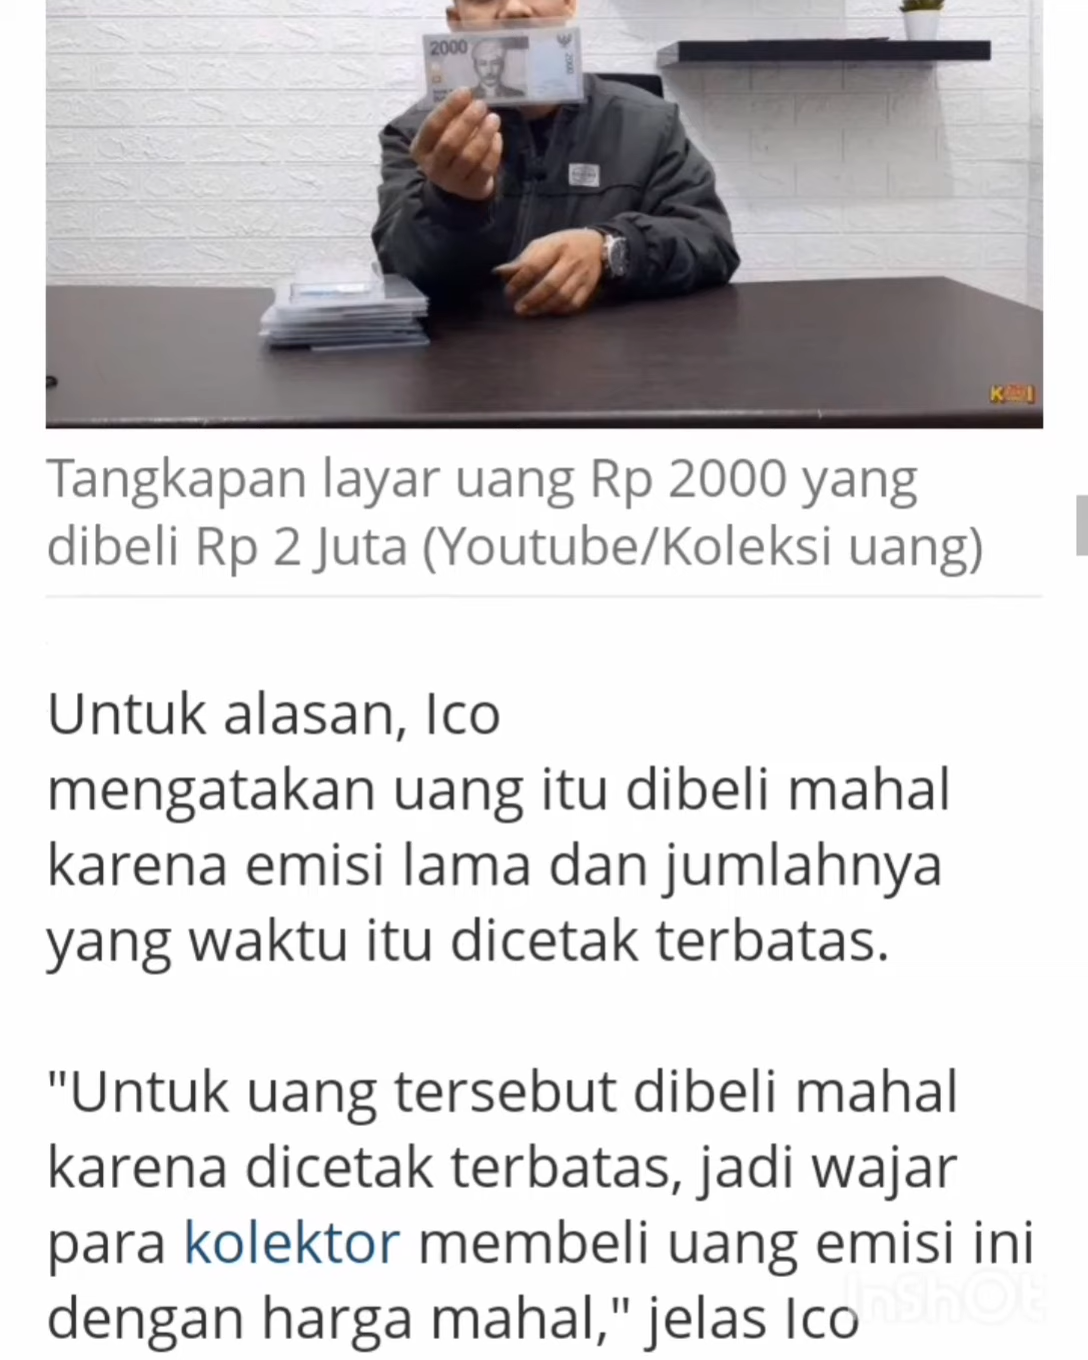 2000
2000
Tangkapan layar uang Rp 2000 yang
dibeli Rp 2 Juta (Youtube/Koleksi uang)
Untuk alasan, Ico
mengatakan uang itu dibeli mahal
karena emisi lama dan jumlahnya
yang waktu itu dicetak terbatas.
"Untuk uang tersebut dibeli mahal
karena dicetak terbatas, jadi wajar
para kolektor membeli uang emisi ini
dengan harga mahal," jelas Ico
InShOt